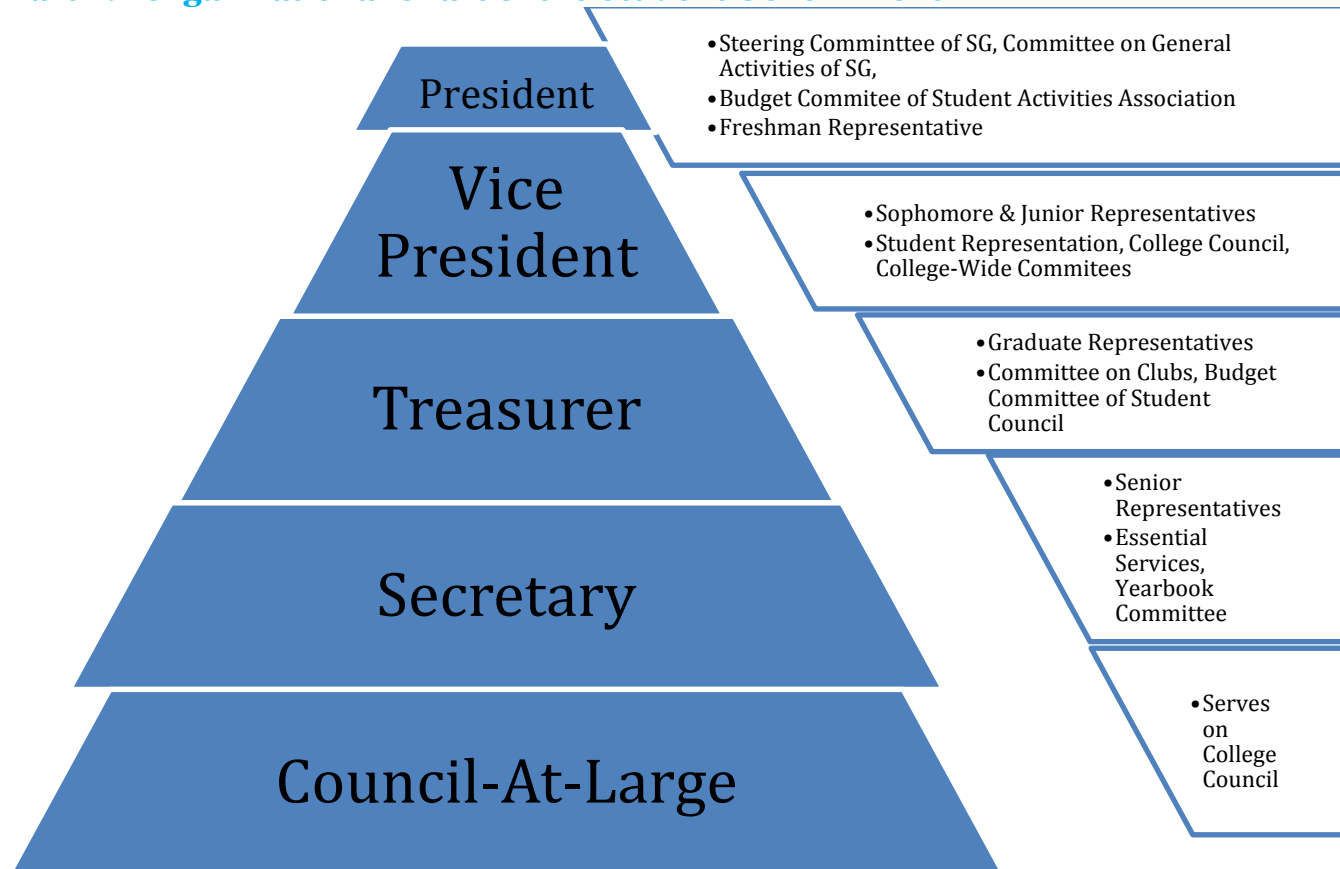 President
•Steering Comminttee of SG, Committee on General
Activities of SG,
•Budget Commitee of Student Activities Association
•Freshman Representative
Vice
President
•Sophomore & Junior Representatives
•Student Representation, College Council,
College-Wide Commitees
Treasurer
•Graduate Representatives
•Committee on Clubs, Budget
Committee of Student
Council
Secretary
•Senior
Representatives
•Essential
Services,
Yearbook
Committee
Council-At-Large
•Serves
on
College
Council